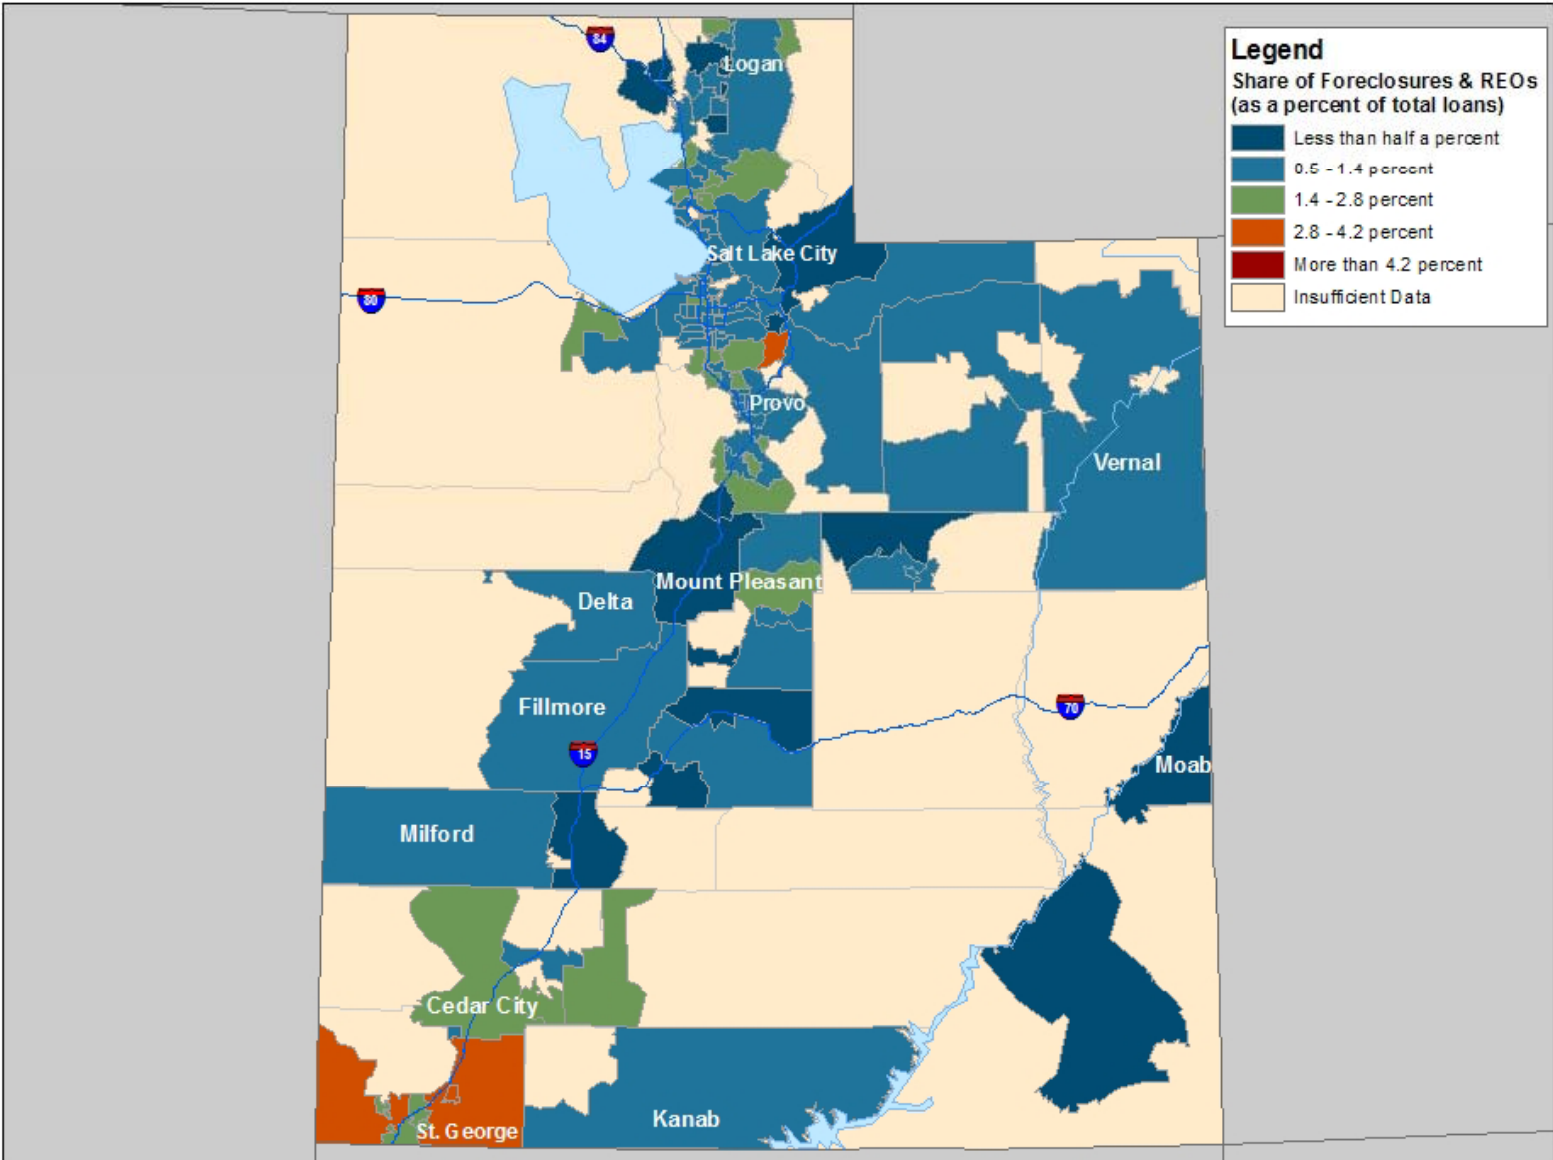 84
Logan
Legend
Share of Foreclosures & REOs
(as a percent of total loans)
Less than half a percent
0.5 - 1.4 percent
1.4 - 2.8 percent
2.8 - 4.2 percent
More than 4.2 percent
Insufficient Data
Salt Lake City
80
Provo
Vernal
Mount Pleasant
Delta
Fillmore
70
15
Moab
Milford
Cedar City
Kanab
St. George